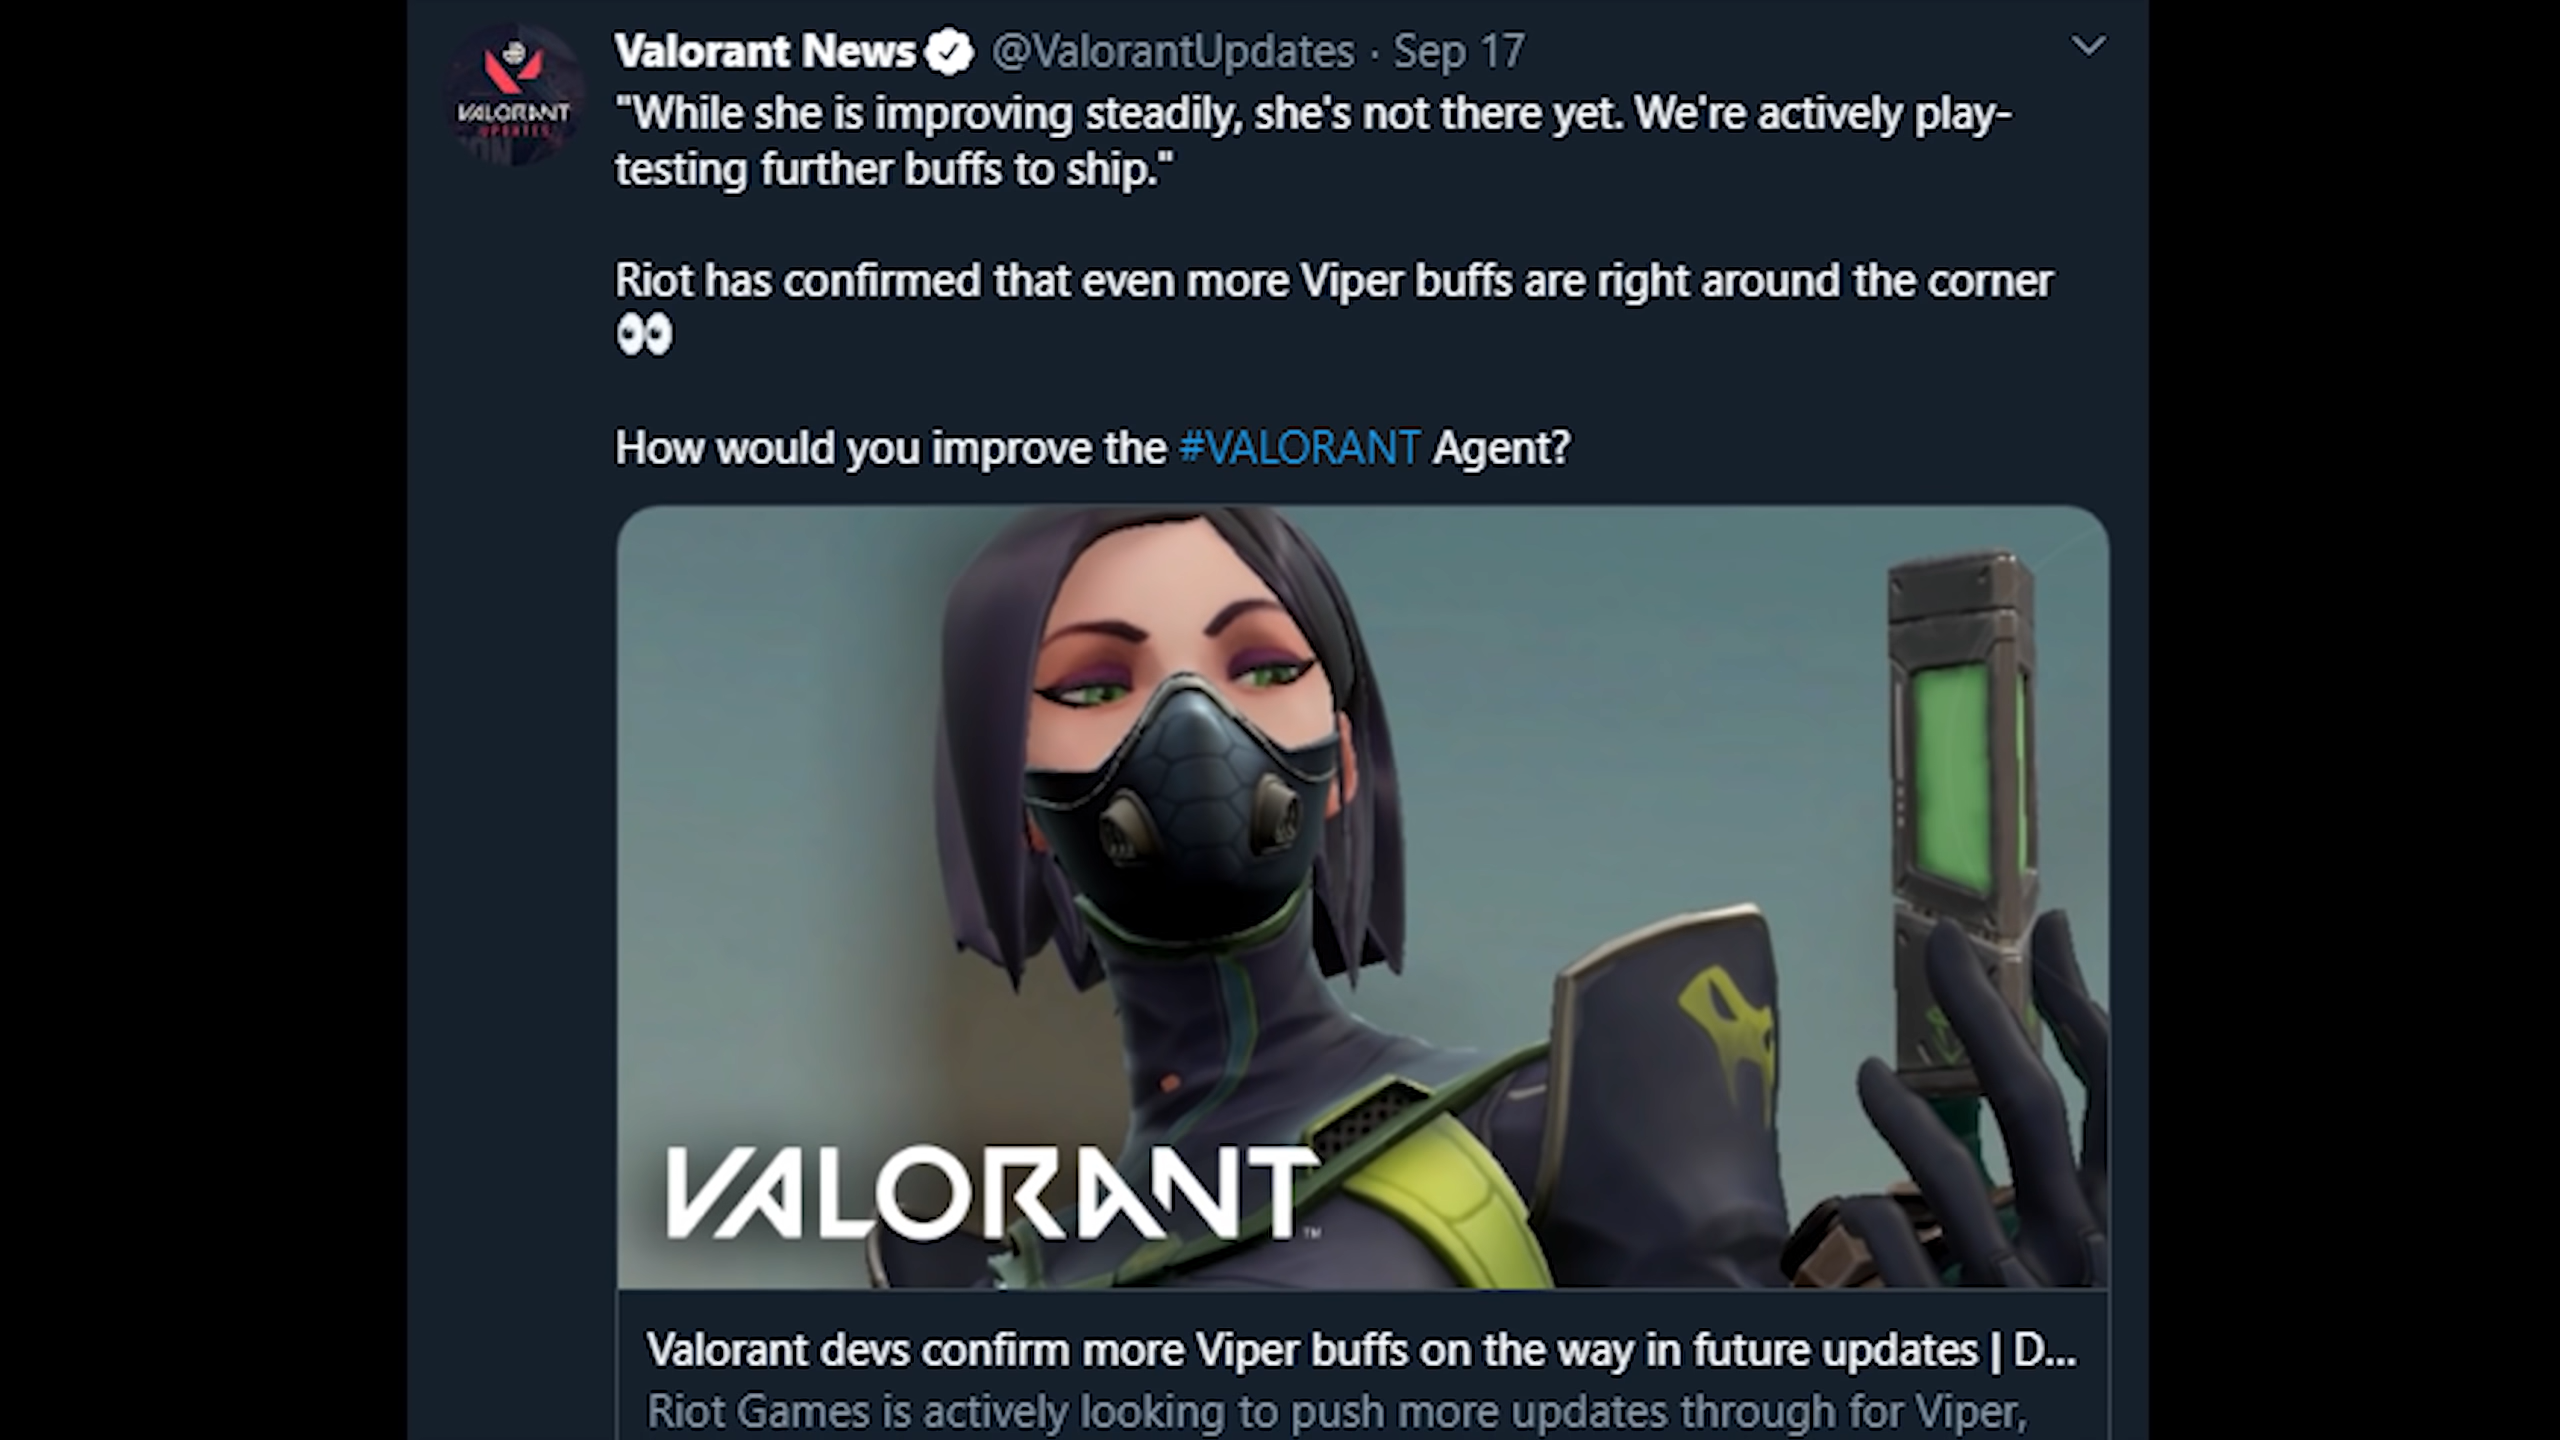 Valorant News @ValorantUpdates · Sep 17
VALORANT
UPDATES
"While she is improving steadily, she's not there yet. We're actively play-
testing further buffs to ship."
Riot has confirmed that even more Viper buffs are right around the corner
👀
How would you improve the #VALORANT Agent?
VALORANT™
Valorant devs confirm more Viper buffs on the way in future updates | D...
Riot Games is actively looking to push more updates through for Viper,